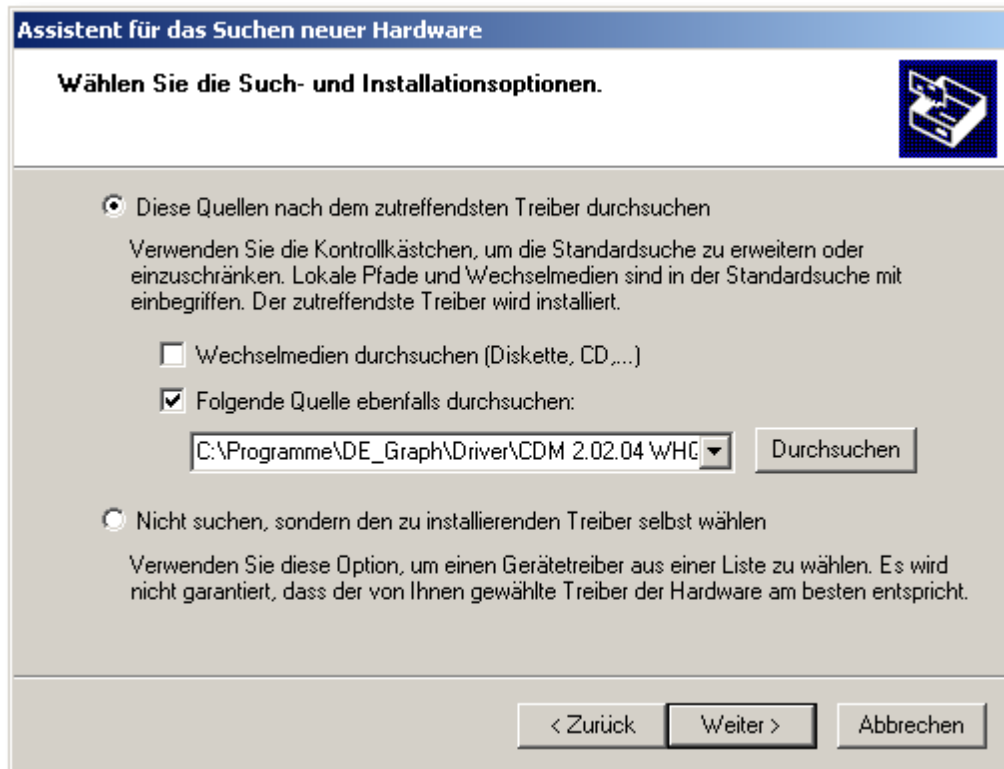 Assistent für das Suchen neuer Hardware
Wählen Sie die Such- und Installationsoptionen.
Diese Quellen nach dem zutreffendsten Treiber durchsuchen
Verwenden Sie die Kontrollkästchen, um die Standardsuche zu erweitern oder
einzuschränken. Lokale Pfade und Wechselmedien sind in der Standardsuche mit
einbegriffen. Der zutreffendste Treiber wird installiert.
Wechselmedien durchsuchen (Diskette, CD,...)
Folgende Quelle ebenfalls durchsuchen:
C:\Programme\DE_Graph\Driver\CDM 2.02.04 WHQ
Durchsuchen
Nicht suchen, sondern den zu installierenden Treiber selbst wählen
Verwenden Sie diese Option, um einen Gerätetreiber aus einer Liste zu wählen. Es wird
nicht garantiert, dass der von Ihnen gewählte Treiber der Hardware am besten entspricht.
< Zurück Weiter > Abbrechen